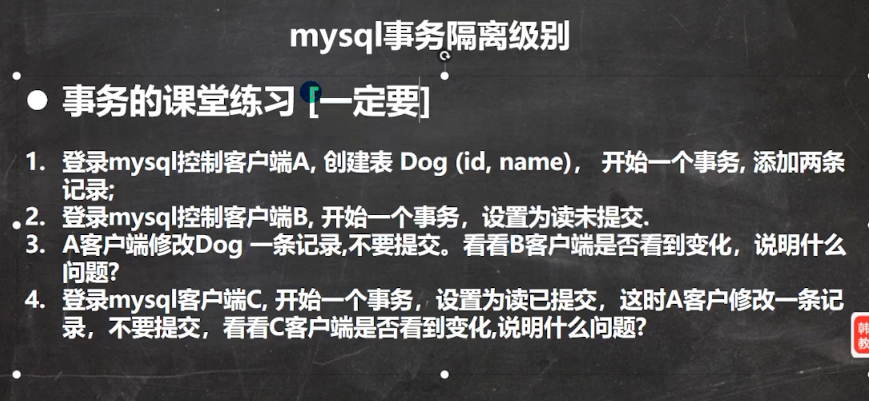 mysql事务隔离级别
● 事务的课堂练习 [一定要]
1. 登录mysql控制客户端A, 创建表 Dog (id, name)， 开始一个事务, 添加两条
记录;
2. 登录mysql控制客户端B, 开始一个事务，设置为读未提交.
3. A客户端修改Dog 一条记录,不要提交。看看B客户端是否看到变化，说明什么
问题?
4. 登录mysql客户端C, 开始一个事务，设置为读已提交，这时A客户修改一条记
录，不要提交，看看C客户端是否看到变化,说明什么问题?
韩
教